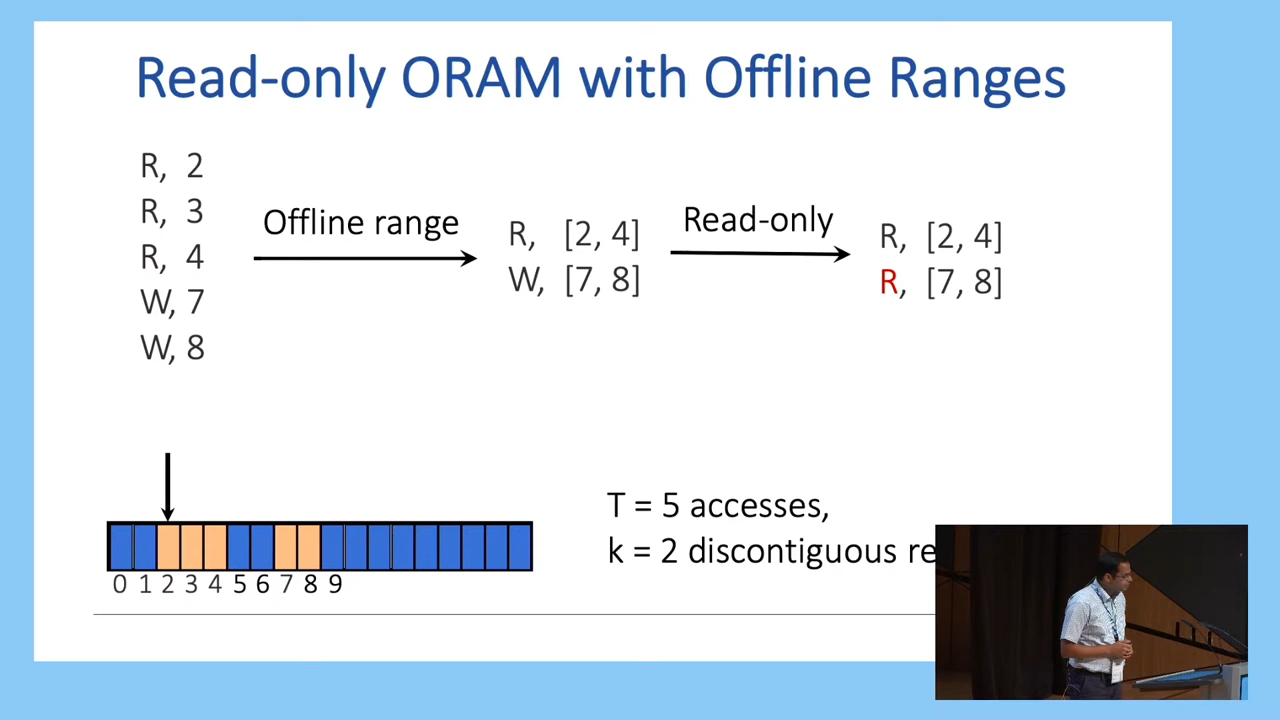 Read-only ORAM with Offline Ranges
R, 2
R, 3
R, 4
W, 7
W, 8
Offline range
R, [2, 4]
W, [7, 8]
Read-only
R, [2, 4]
R, [7, 8]
0 1 2 3 4 5 6 7 8 9
T = 5 accesses,
k = 2 discontiguous